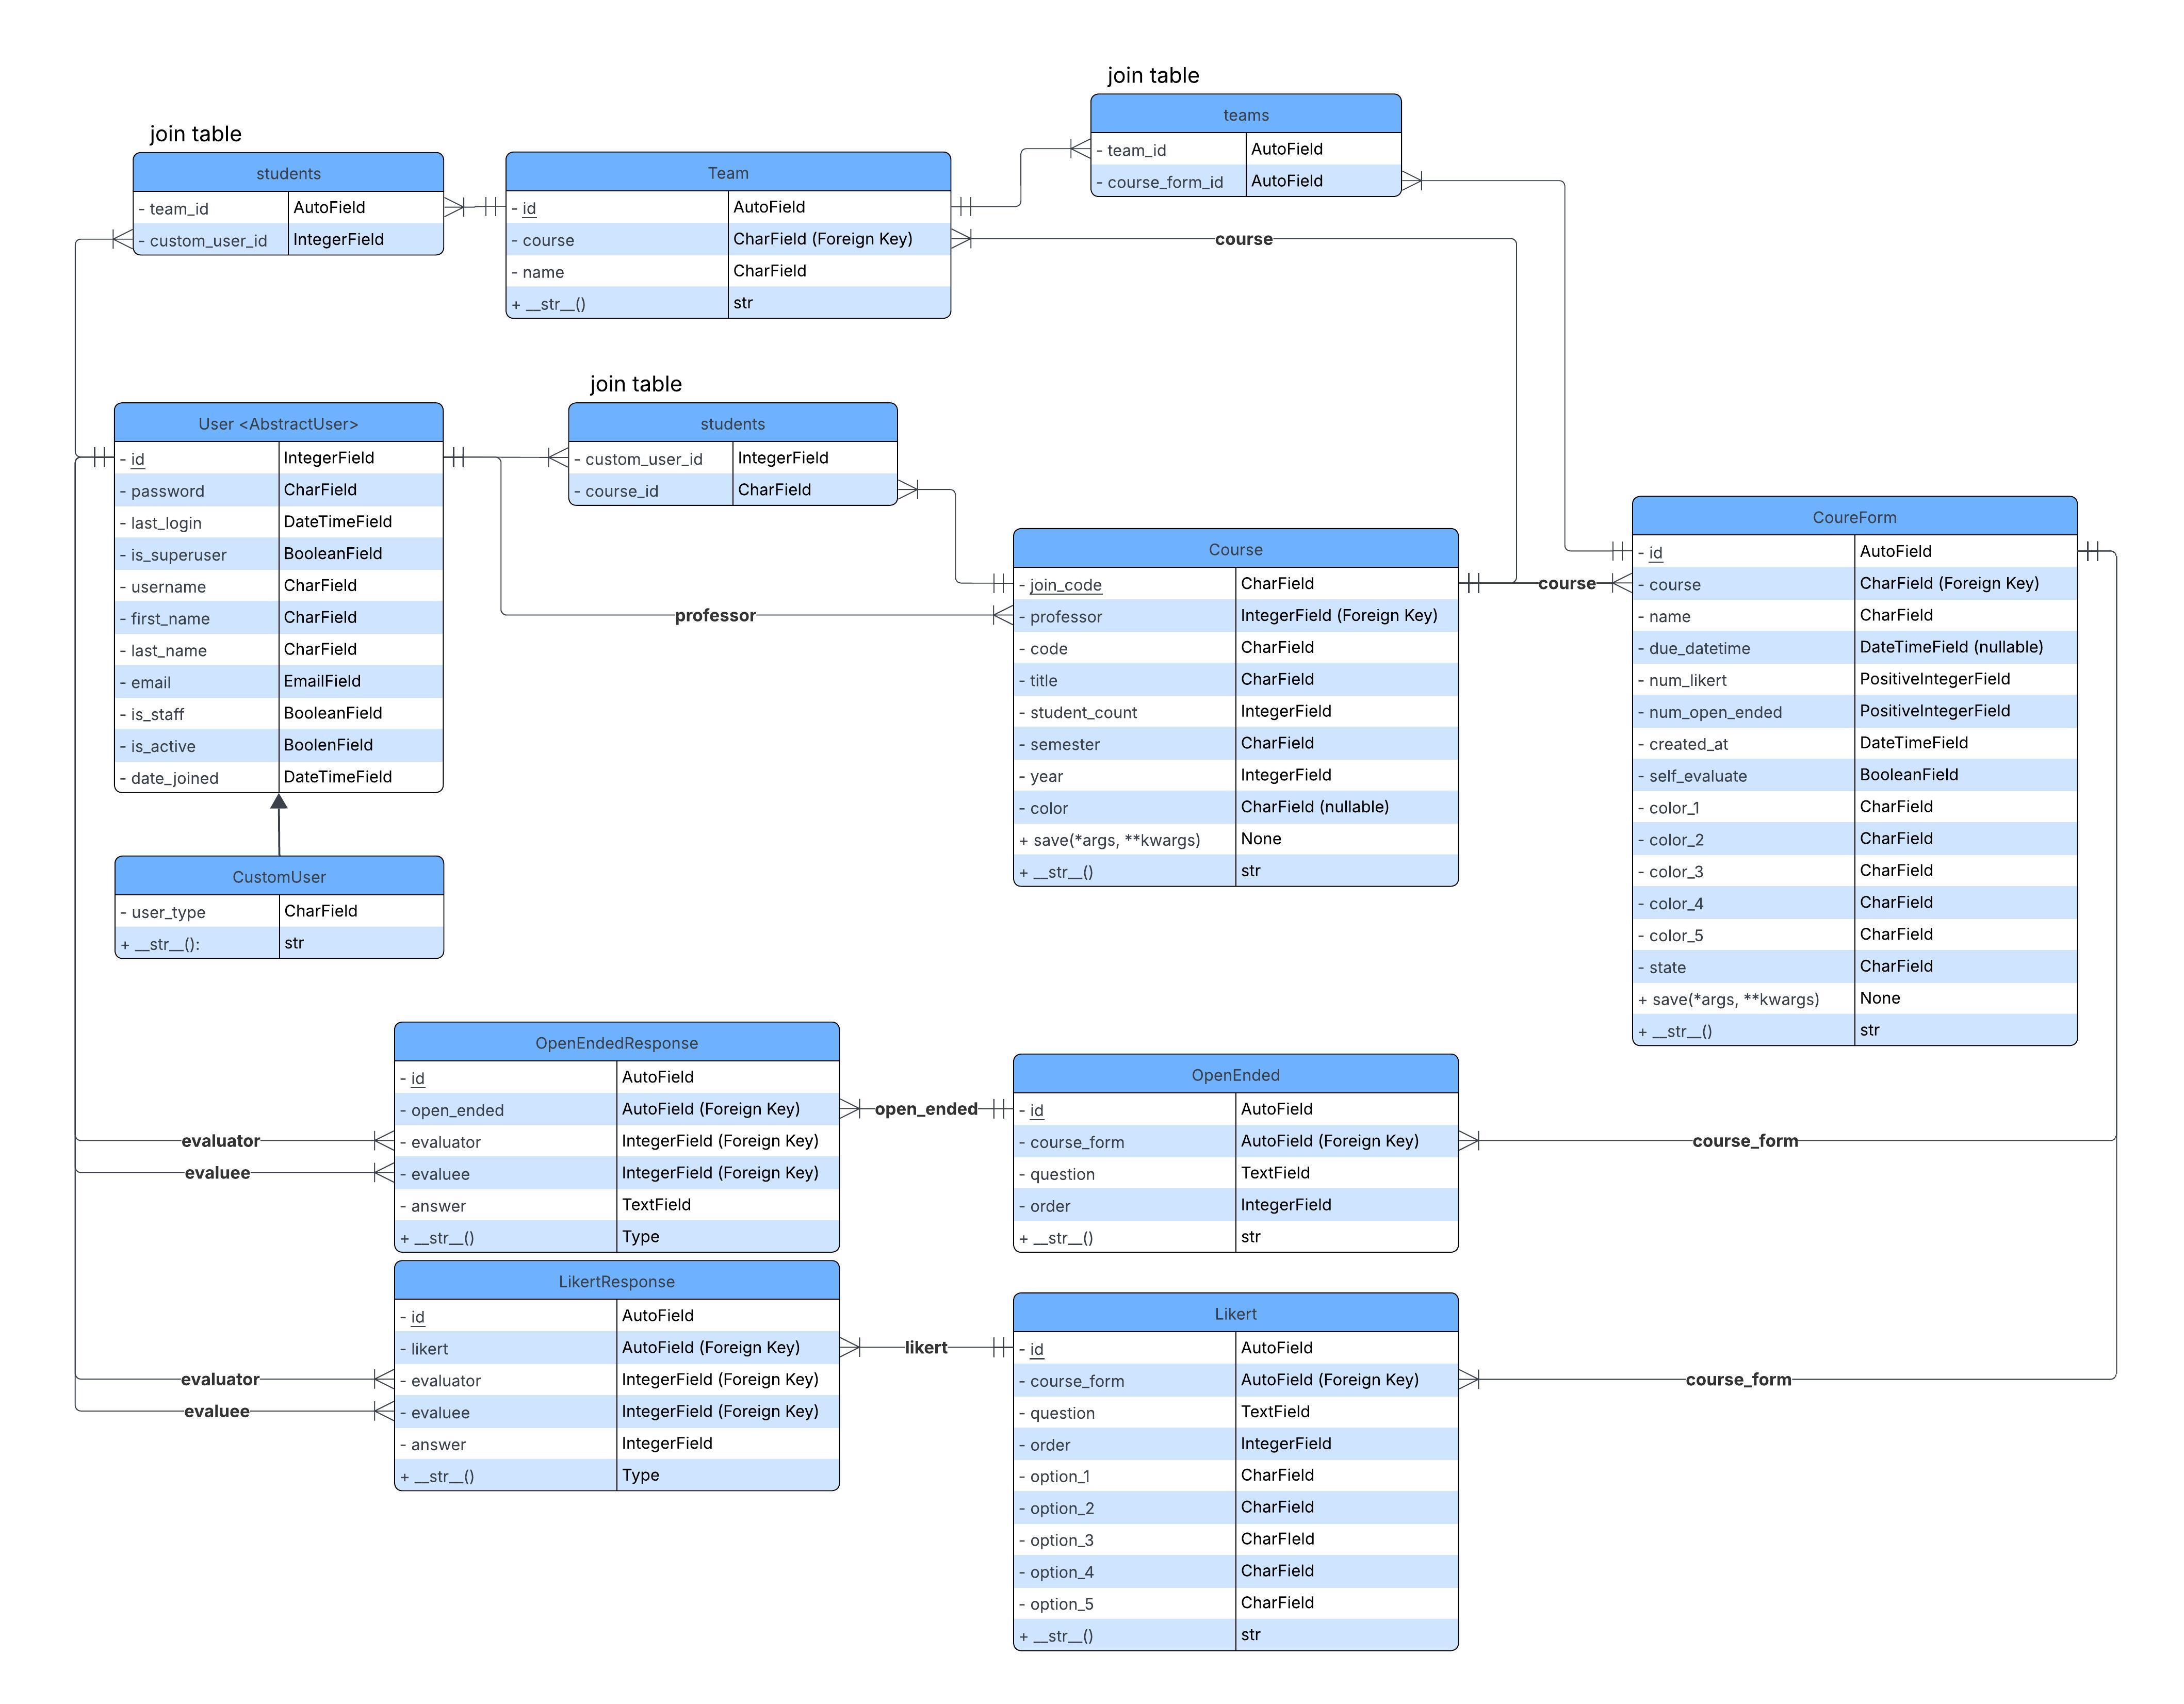 join table
teams
- team_id AutoField
- course_form_id AutoField
join table
students
- team_id AutoField
- custom_user_id IntegerField
Team
- id AutoField
- course CharField (Foreign Key)
- name CharField
+ __str__() str
course
join table
students
- custom_user_id IntegerField
- course_id CharField
User <AbstractUser>
- id IntegerField
- password CharField
- last_login DateTimeField
- is_superuser BooleanField
- username CharField
- first_name CharField
- last_name CharField
- email EmailField
- is_staff BooleanField
- is_active BoolenField
- date_joined DateTimeField
professor
Course
- join_code CharField
- professor IntegerField (Foreign Key)
- code CharField
- title CharField
- student_count IntegerField
- semester CharField
- year IntegerField
- color CharField (nullable)
+ save(*args, **kwargs) None
+ __str__() str
course
CoureForm
- id AutoField
- course CharField (Foreign Key)
- name CharField
- due_datetime DateTimeField (nullable)
- num_likert PositiveIntegerField
- num_open_ended PositiveIntegerField
- created_at DateTimeField
- self_evaluate BooleanField
- color_1 CharField
- color_2 CharField
- color_3 CharField
- color_4 CharField
- color_5 CharField
- state CharField
+ save(*args, **kwargs) None
+ __str__() str
CustomUser
- user_type CharField
+ __str__(): str
OpenEndedResponse
- id AutoField
- open_ended AutoField (Foreign Key)
- evaluator IntegerField (Foreign Key)
- evaluee IntegerField (Foreign Key)
- answer TextField
+ __str__() Type
evaluator
evaluee
open_ended
OpenEnded
- id AutoField
- course_form AutoField (Foreign Key)
- question TextField
- order IntegerField
+ __str__() str
course_form
LikertResponse
- id AutoField
- likert AutoField (Foreign Key)
- evaluator IntegerField (Foreign Key)
- evaluee IntegerField (Foreign Key)
- answer IntegerField
+ __str__() Type
evaluator
evaluee
likert
Likert
- id AutoField
- course_form AutoField (Foreign Key)
- question TextField
- order IntegerField
- option_1 CharField
- option_2 CharField
- option_3 CharField
- option_4 CharField
- option_5 CharField
+ __str__() str
course_form